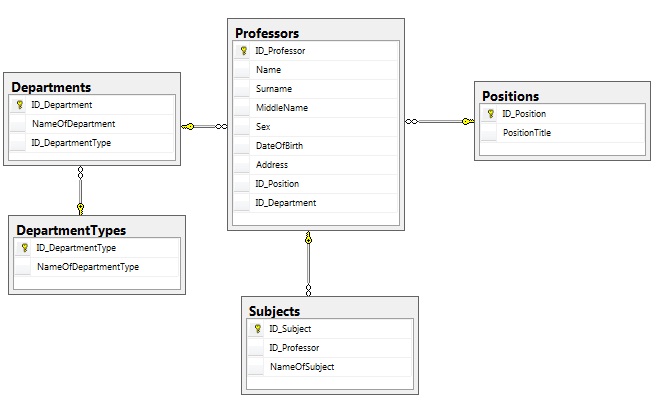 Professors
ID_Professor
Name
Surname
MiddleName
Sex
DateOfBirth
Address
ID_Position
ID_Department
Departments
ID_Department
NameOfDepartment
ID_DepartmentType
Positions
ID_Position
PositionTitle
DepartmentTypes
ID_DepartmentType
NameOfDepartmentType
Subjects
ID_Subject
ID_Professor
NameOfSubject